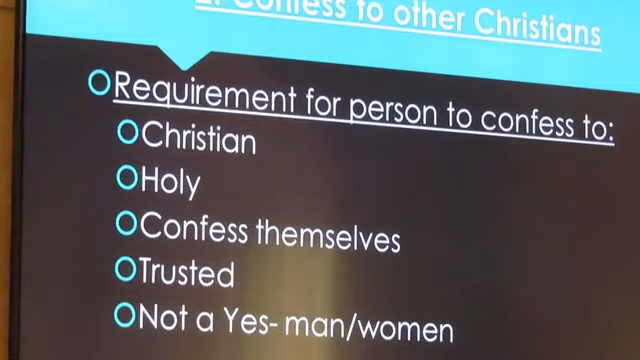 Confess to other Christians
Requirement for person to confess to:
Christian
Holy
Confess themselves
Trusted
Not a Yes- man/women